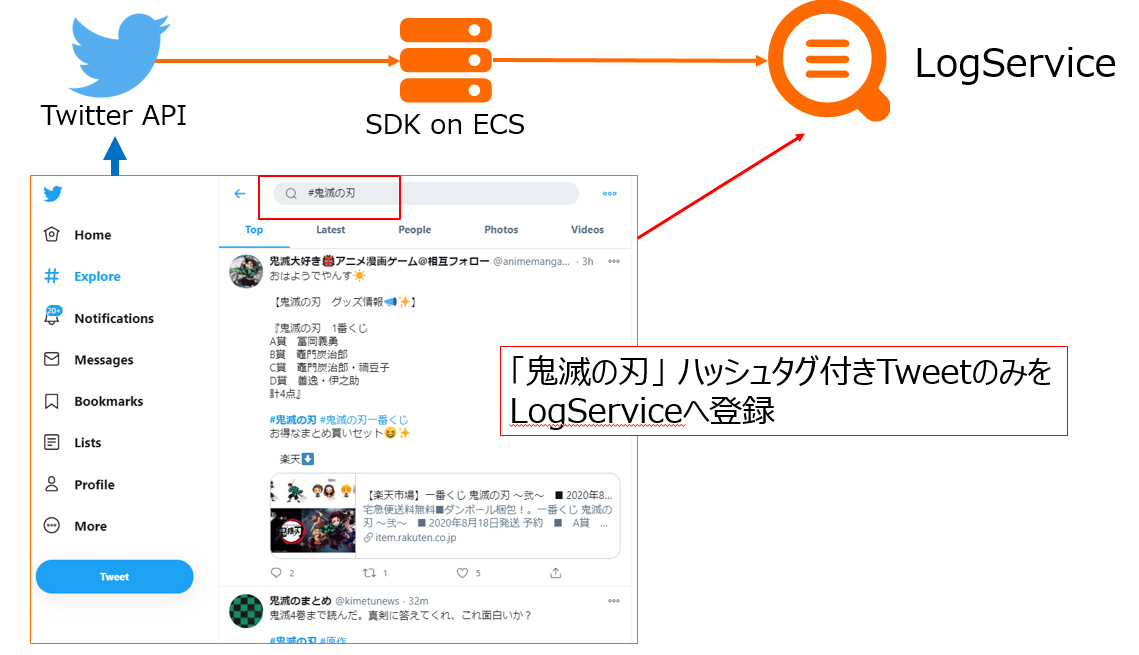 LogService
Twitter API
SDK on ECS
#鬼滅の刃
Home
Explore
20+
Notifications
Messages
Bookmarks
Lists
Profile
More
Tweet
Top Latest People Photos Videos
鬼滅大好き👹アニメ漫画ゲーム@相互フォロー @animemanga... · 3h
おはようでやんす☀️
【鬼滅の刃　グッズ情報📣✨】
『鬼滅の刃　1番くじ
A賞　冨岡義勇
B賞　竈門炭治郎
C賞　竈門炭治郎・禰豆子
D賞　善逸・伊之助
計4点』
#鬼滅の刃 #鬼滅の刃一番くじ
お得なまとめ買いセット😆✨
楽天⬇️
【楽天市場】一番くじ 鬼滅の刃 ～弐～　■ 2020年8...
宅急便送料無料■ダンボール梱包！。一番くじ 鬼滅の
刃 ～弐～　■ 2020年8月18日発送 予約　■　A賞　...
item.rakuten.co.jp
2 1 5
鬼滅のまとめ @kimetunews · 32m
鬼滅4巻まで読んだ。真剣に答えてくれ、これ面白いか？
#鬼滅の刃 #原作
「鬼滅の刃」 ハッシュタグ付きTweetのみを
LogServiceへ登録